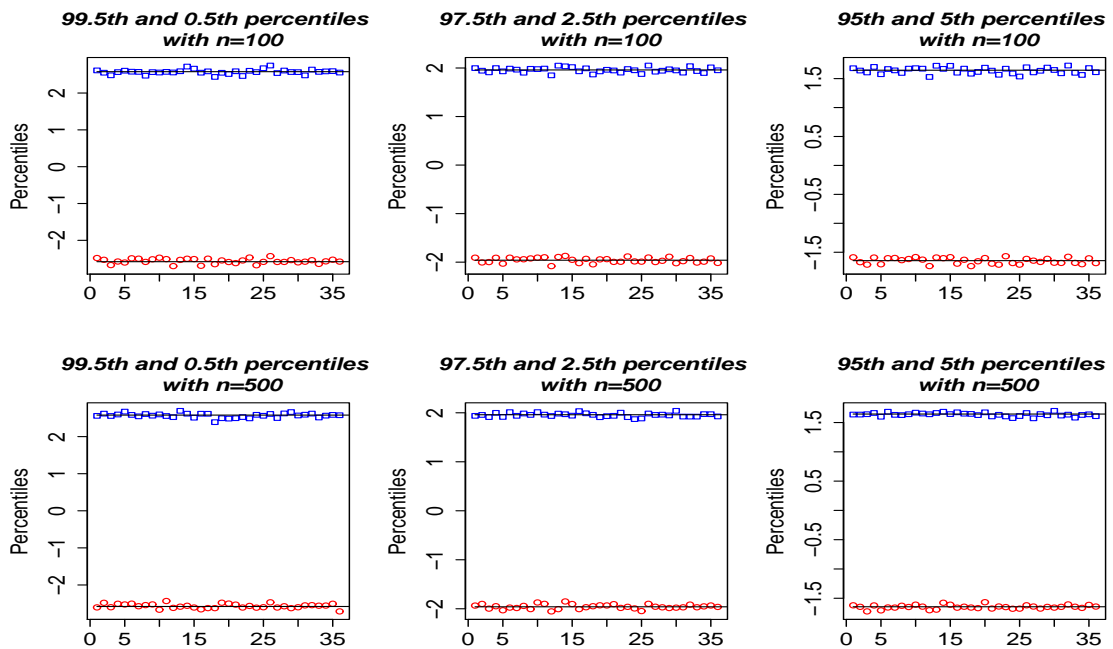 99.5th and 0.5th percentiles
with n=100
Percentiles
2
1
0
−1
−2
0 5 15 25 35
97.5th and 2.5th percentiles
with n=100
Percentiles
2
1
0
−1
−2
0 5 15 25 35
95th and 5th percentiles
with n=100
Percentiles
1.5
0.5
−0.5
−1.5
0 5 15 25 35
99.5th and 0.5th percentiles
with n=500
Percentiles
2
1
0
−1
−2
0 5 15 25 35
97.5th and 2.5th percentiles
with n=500
Percentiles
2
1
0
−1
−2
0 5 15 25 35
95th and 5th percentiles
with n=500
Percentiles
1.5
0.5
−0.5
−1.5
0 5 15 25 35